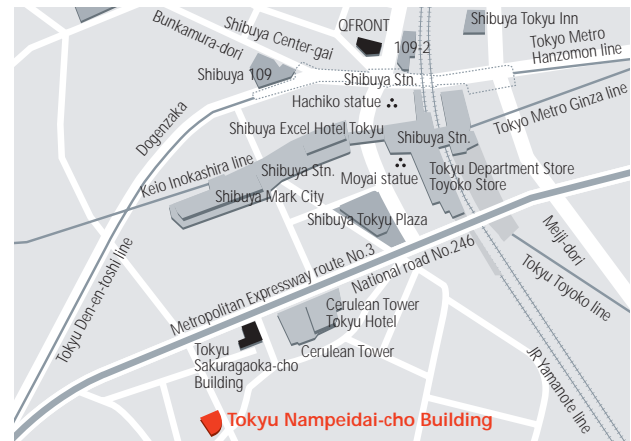 QFRONT
Shibuya Tokyu Inn
Bunkamura-dori
Shibuya Center-gai
109-2
Tokyo Metro
Hanzomon line
Shibuya 109
Shibuya Stn.
Hachiko statue
Dogenzaka
Shibuya Excel Hotel Tokyu
Shibuya Stn.
Tokyo Metro Ginza line
Keio Inokashira line
Shibuya Stn.
Moyai statue
Tokyu Department Store
Toyoko Store
Shibuya Mark City
Shibuya Tokyu Plaza
Meiji-dori
Tokyu Den-en-toshi line
Metropolitan Expressway route No.3
National road No.246
Tokyu Toyoko line
Cerulean Tower
Tokyu Hotel
Tokyu
Sakuragaoka-cho
Building
Cerulean Tower
JR Yamanote line
Tokyu Nampeidai-cho Building